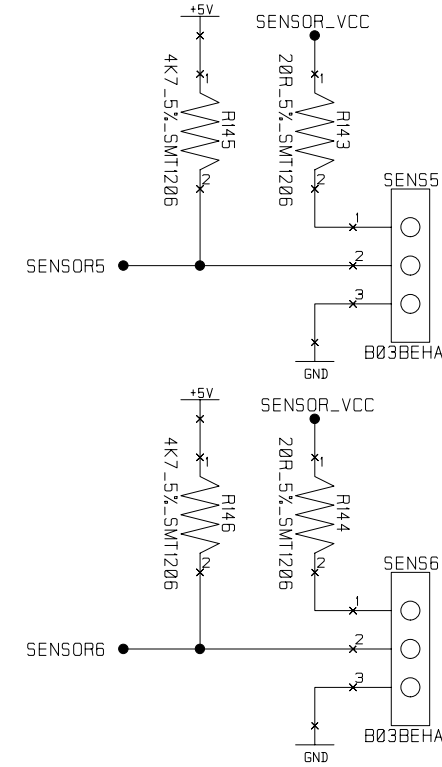 +5V
SENSOR_VCC
1
1
4K7_5%_SMT1206
R145
20R_5%_SMT1206
R143
2
2
SENS5
1
SENSOR5
2
3
B03BEHA
GND
+5V
SENSOR_VCC
1
1
4K7_5%_SMT1206
R146
20R_5%_SMT1206
R144
2
2
SENS6
1
SENSOR6
2
3
B03BEHA
GND